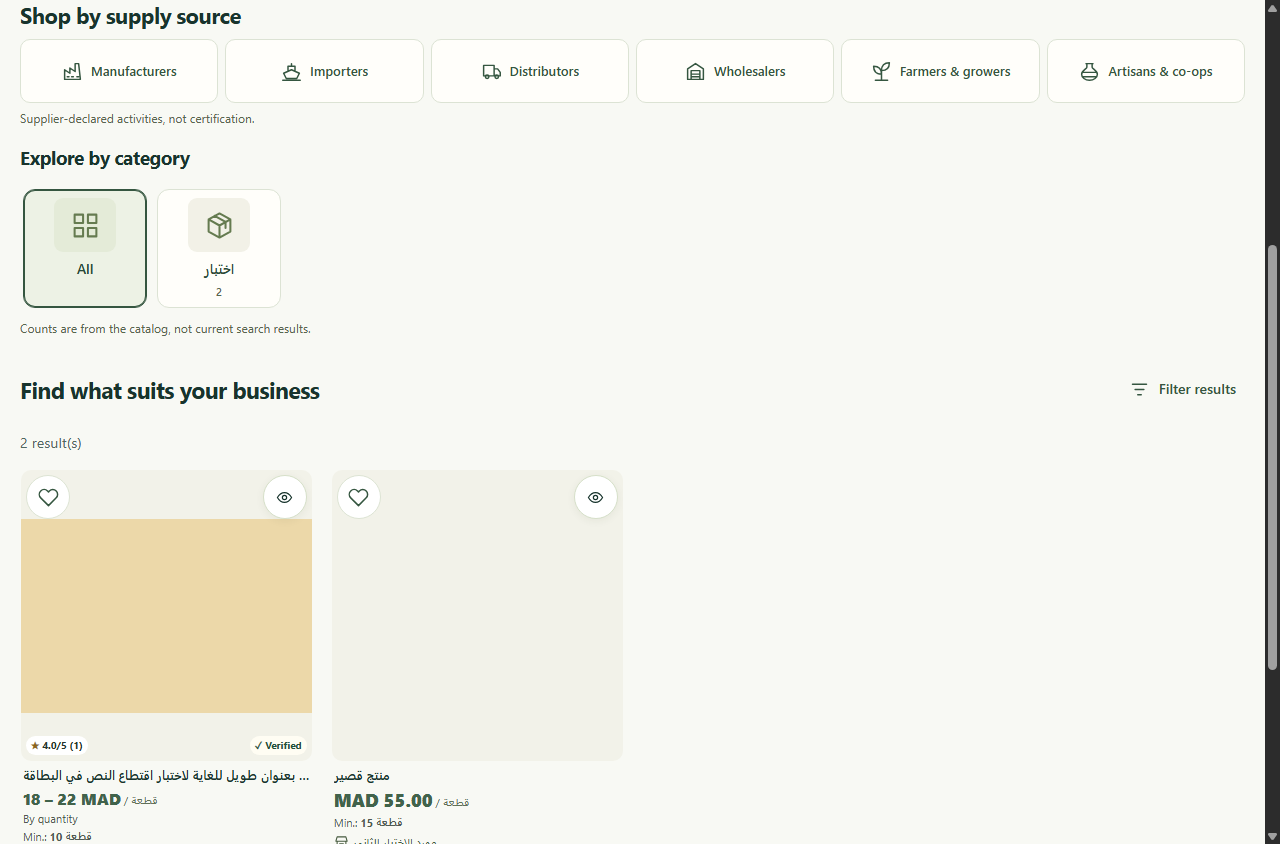 Shop by supply source
Manufacturers
Importers
Distributors
Wholesalers
Farmers & growers
Artisans & co-ops
Supplier-declared activities, not certification.
Explore by category
All
اختبار
2
Counts are from the catalog, not current search results.
Find what suits your business
Filter results
2 result(s)
★ 4.0/5 (1)
✓ Verified
بعنوان طويل للغاية لاختبار اقتطاع النص في البطاقة ...
منتج قصير
18 – 22 MAD / قطعة
MAD 55.00 / قطعة
By quantity
Min.: 15 قطعة
Min.: 10 قطعة
مورد الاختبار الثاني